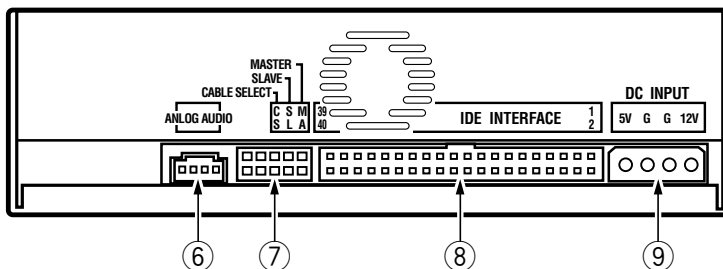 MASTER
SLAVE
CABLE SELECT
C S M
S L A
ANLOG AUDIO
39
40
IDE INTERFACE
1
2
DC INPUT
5V G G 12V
⑥ ⑦ ⑧ ⑨